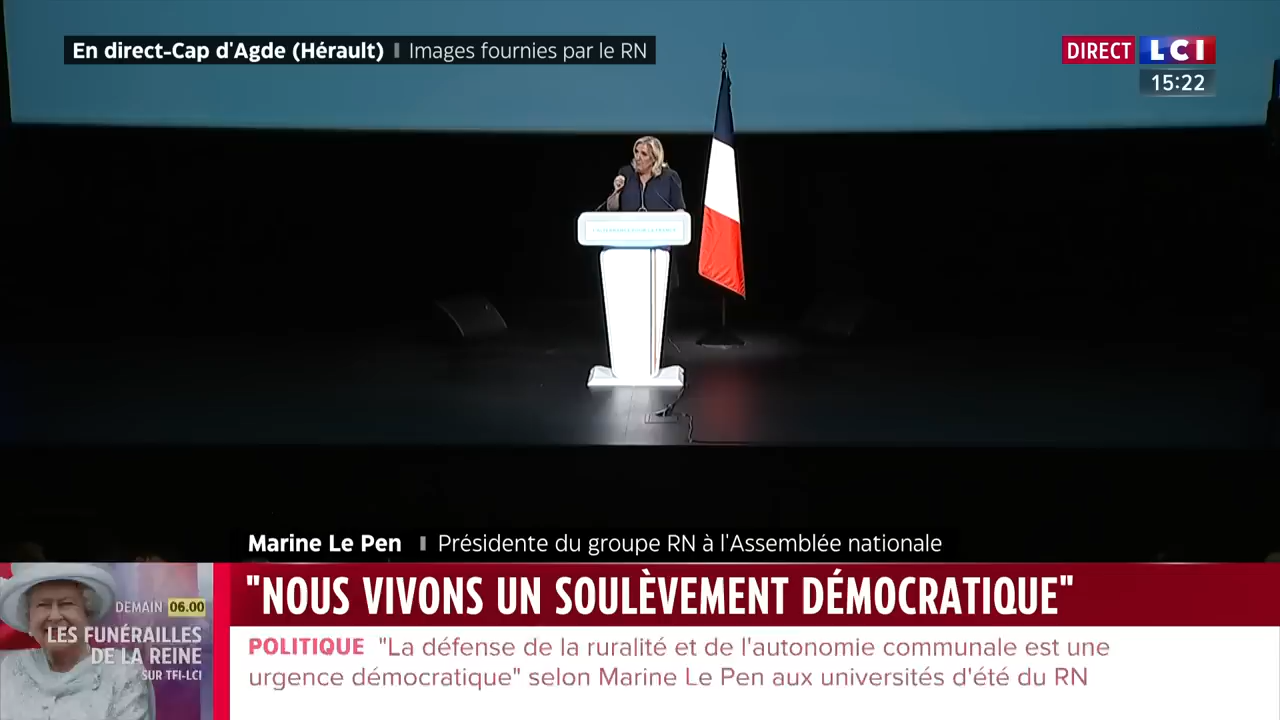 En direct-Cap d'Agde (Hérault) | Images fournies par le RN
DIRECT LCI
15:22
Marine Le Pen | Présidente du groupe RN à l'Assemblée nationale
"NOUS VIVONS UN SOULÈVEMENT DÉMOCRATIQUE"
DEMAIN 06.00
LES FUNÉRAILLES
DE LA REINE
SUR TF1-LCI
POLITIQUE "La défense de la ruralité et de l'autonomie communale est une
urgence démocratique" selon Marine Le Pen aux universités d'été du RN